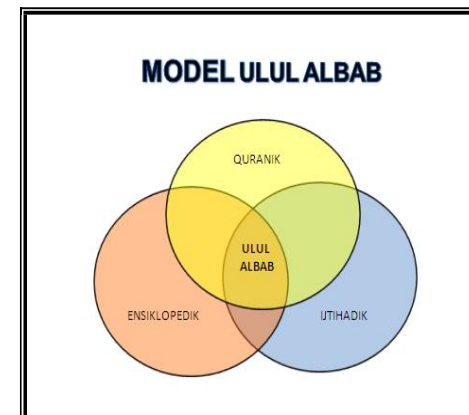 MODEL ULUL ALBAB
QURANIK
ULUL
ALBAB
ENSIKLOPEDIK
IJTIHADIK